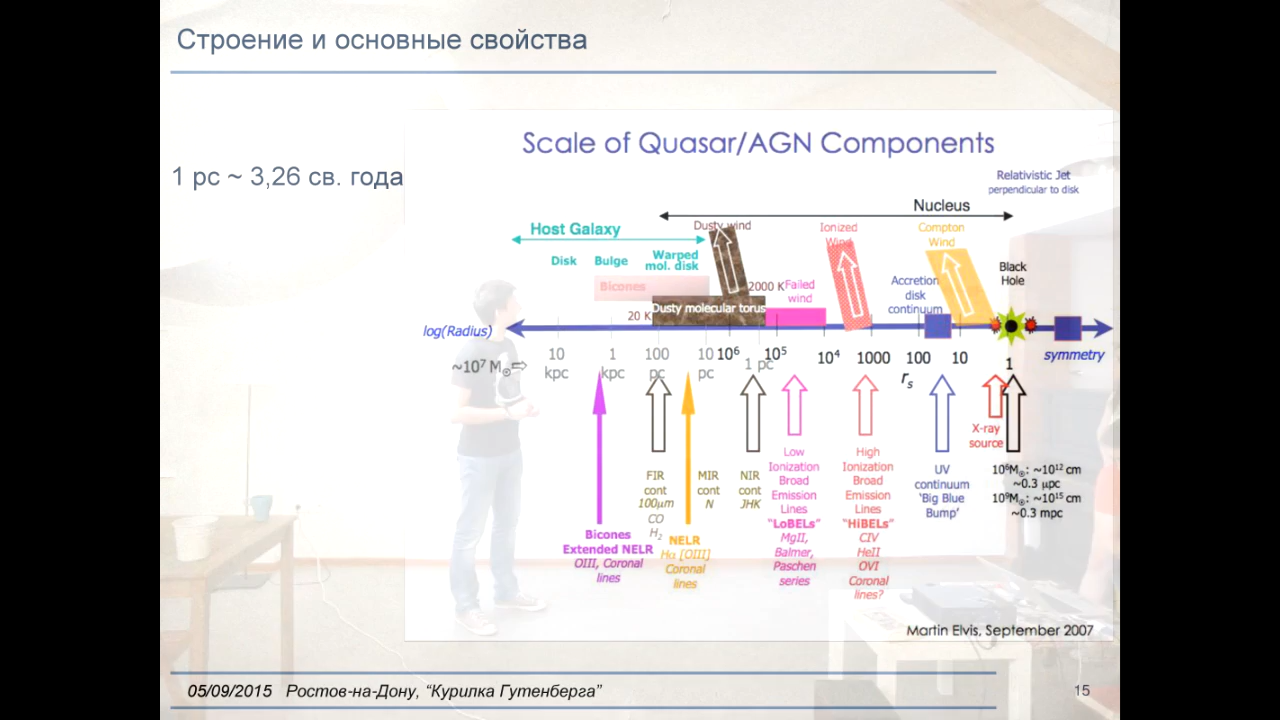 Строение и основные свойства
1 pc ~ 3,26 св. года
Scale of Quasar/AGN Components
Relativistic Jet
perpendicular to disk
Nucleus
Host Galaxy
Dusty wind
Ionized
Wind
Compton
Wind
Disk
Bulge
Warped
mol. disk
Black
Hole
Bicones
2000 K
Failed
wind
Accretion
disk
continuum
20 K
Dusty molecular torus
log(Radius)
symmetry
~10⁷ M☉⇨
10
kpc
1
kpc
100
pc
10
pc
10⁶
1 pc
10⁵
10⁴
1000
100
10
1
rₛ
X-ray
source
FIR
cont
100μm
CO
H₂
MIR
cont
N
NIR
cont
JHK
Low
Ionization
Broad
Emission
Lines
"LoBELs"
MgII,
Balmer,
Paschen
series
High
Ionization
Broad
Emission
Lines
"HiBELs"
CIV
HeII
OVI
Coronal
lines?
UV
continuum
'Big Blue
Bump'
10⁶M☉: ~10¹² cm
~0.3 μpc
10⁹M☉: ~10¹⁵ cm
~0.3 mpc
Bicones
Extended NELR
OIII, Coronal
lines
NELR
Hα [OIII]
Coronal
lines
Martin Elvis, September 2007
05/09/2015 Ростов-на-Дону, “Курилка Гутенберга”
15